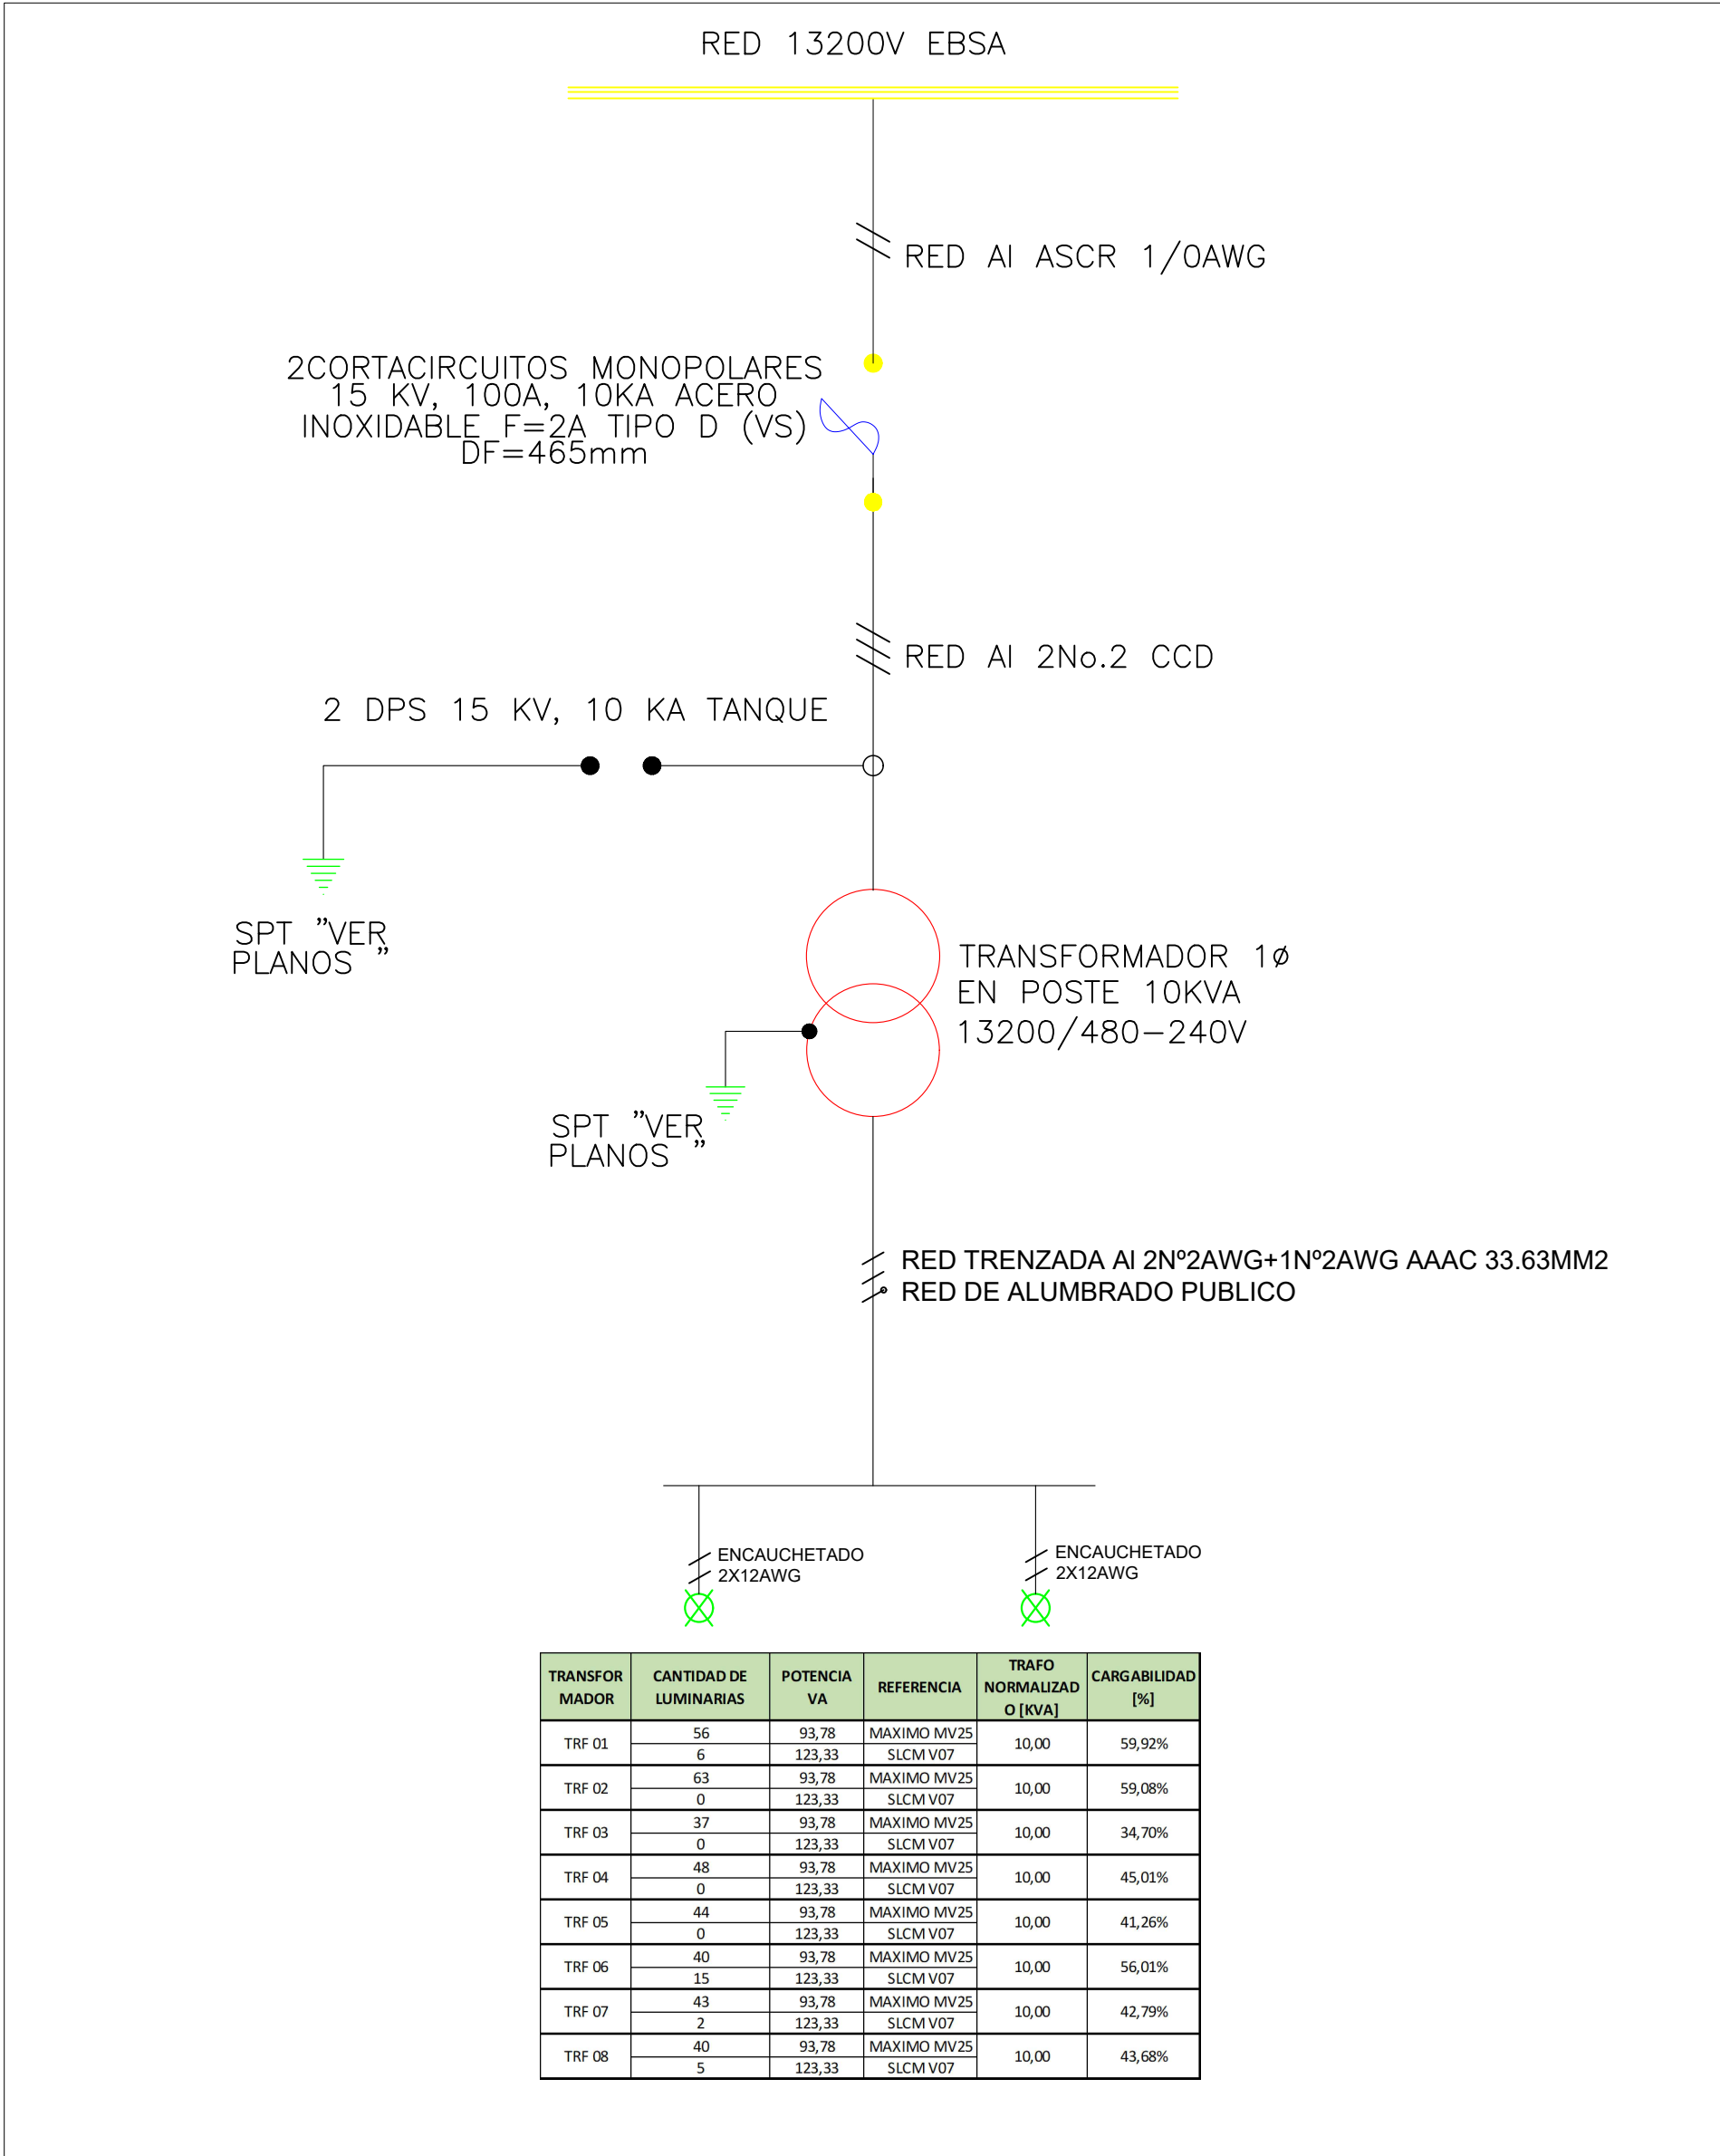 RED 13200V EBSA
RED Al ASCR 1/0AWG
2CORTACIRCUITOS MONOPOLARES
15 KV, 100A, 10KA ACERO
INOXIDABLE F=2A TIPO D (VS)
DF=465mm
RED Al 2No.2 CCD
2 DPS 15 KV, 10 KA TANQUE
SPT "VER
PLANOS "
TRANSFORMADOR 1ø
EN POSTE 10KVA
13200/480-240V
SPT "VER
PLANOS "
RED TRENZADA Al 2Nº2AWG+1Nº2AWG AAAC 33.63MM2
RED DE ALUMBRADO PUBLICO
ENCAUCHETADO
2X12AWG
ENCAUCHETADO
2X12AWG
TRANSFOR
MADOR
CANTIDAD DE
LUMINARIAS
POTENCIA
VA
REFERENCIA
TRAFO
NORMALIZAD
O [KVA]
CARGABILIDAD
[%]
TRF 01
56 93,78 MAXIMO MV25
6 123,33 SLCM V07
10,00 59,92%
TRF 02
63 93,78 MAXIMO MV25
0 123,33 SLCM V07
10,00 59,08%
TRF 03
37 93,78 MAXIMO MV25
0 123,33 SLCM V07
10,00 34,70%
TRF 04
48 93,78 MAXIMO MV25
0 123,33 SLCM V07
10,00 45,01%
TRF 05
44 93,78 MAXIMO MV25
0 123,33 SLCM V07
10,00 41,26%
TRF 06
40 93,78 MAXIMO MV25
15 123,33 SLCM V07
10,00 56,01%
TRF 07
43 93,78 MAXIMO MV25
2 123,33 SLCM V07
10,00 42,79%
TRF 08
40 93,78 MAXIMO MV25
5 123,33 SLCM V07
10,00 43,68%